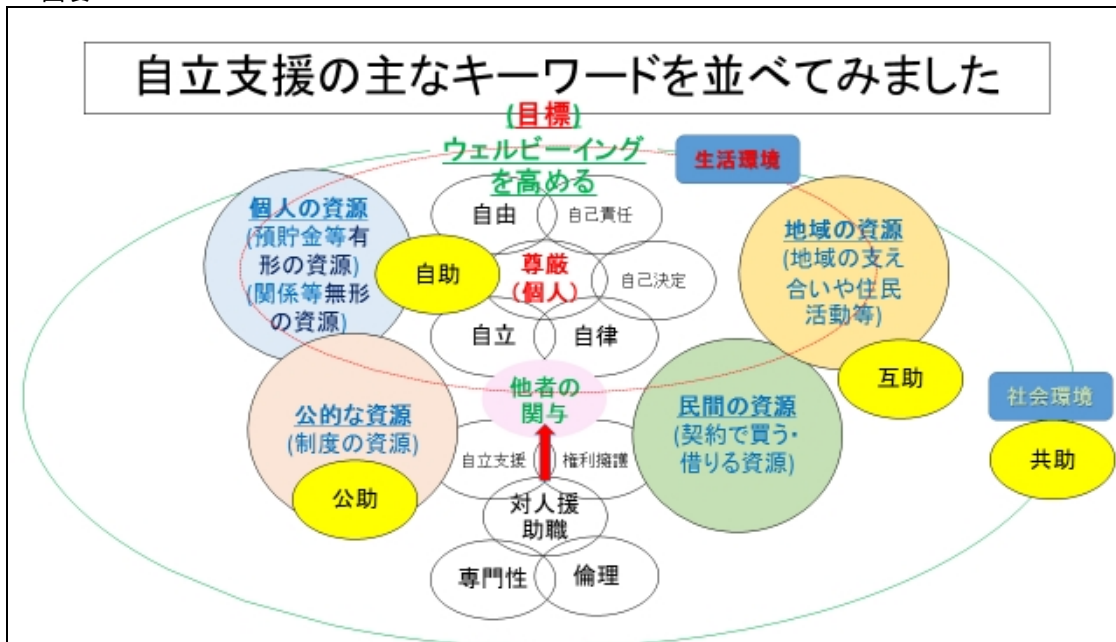 自立支援の主なキーワードを並べてみました
(目標)
ウェルビーイング
を高める
生活環境
個人の資源
(預貯金等有
形の資源)
(関係等無形
の資源)
自助
自由
自己責任
尊厳
(個人)
自己決定
自立
自律
地域の資源
(地域の支え
合いや住民
活動等)
互助
社会環境
共助
他者の
関与
公的な資源
(制度の資源)
公助
民間の資源
(契約で買う・
借りる資源)
自立支援
権利擁護
対人援
助職
専門性
倫理